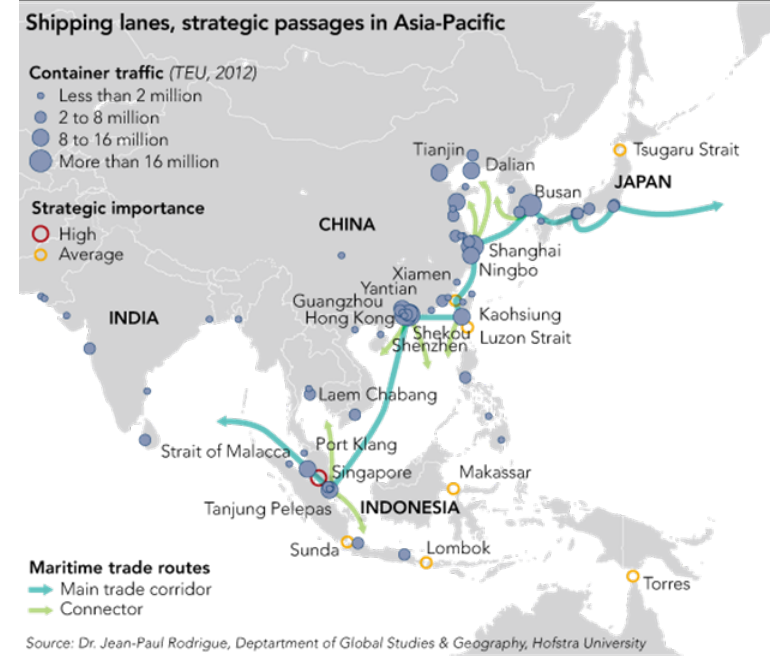 Shipping lanes, strategic passages in Asia-Pacific
Container traffic (TEU, 2012)
Less than 2 million
2 to 8 million
8 to 16 million
More than 16 million
Strategic importance
High
Average
Tianjin
Dalian
Tsugaru Strait
JAPAN
Busan
CHINA
Shanghai
Ningbo
Xiamen
Yantian
Guangzhou
Hong Kong
Kaohsiung
Shekou
Luzon Strait
Shenzhen
INDIA
Laem Chabang
Port Klang
Strait of Malacca
Singapore
Makassar
Tanjung Pelepas
INDONESIA
Sunda
Lombok
Torres
Maritime trade routes
Main trade corridor
Connector
Source: Dr. Jean-Paul Rodrigue, Deptartment of Global Studies & Geography, Hofstra University